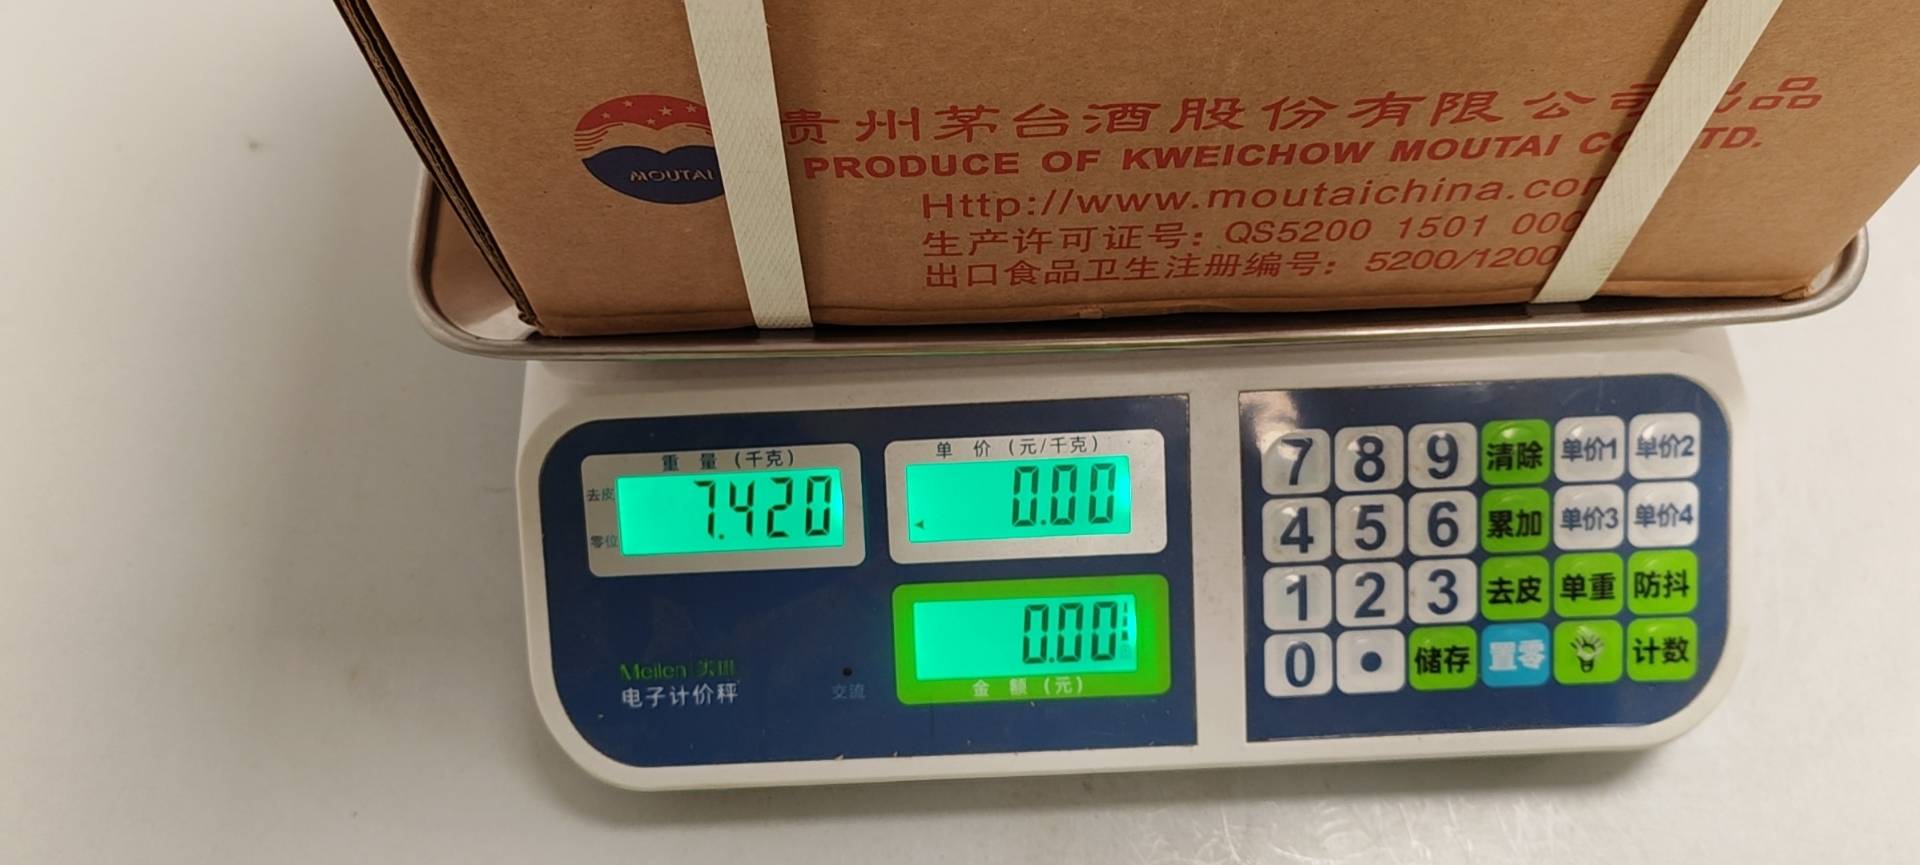 贵州茅台酒股份有限公司出品
MOUTAI
PRODUCE OF KWEICHOW MOUTAI TD.
Http://www.moutaichina.com
生产许可证号：QS5200 1501 000
出口食品卫生注册编号：5200/1200
重量(千克)
去皮
7.420
零位
单价(元/千克)
0.00
0.00
金额(元)
Meilen
电子计价秤
交流
7 8 9 清除 单价1 单价2
4 5 6 累加 单价3 单价4
1 2 3 去皮 单重 防抖
0 • 储存 置零 计数